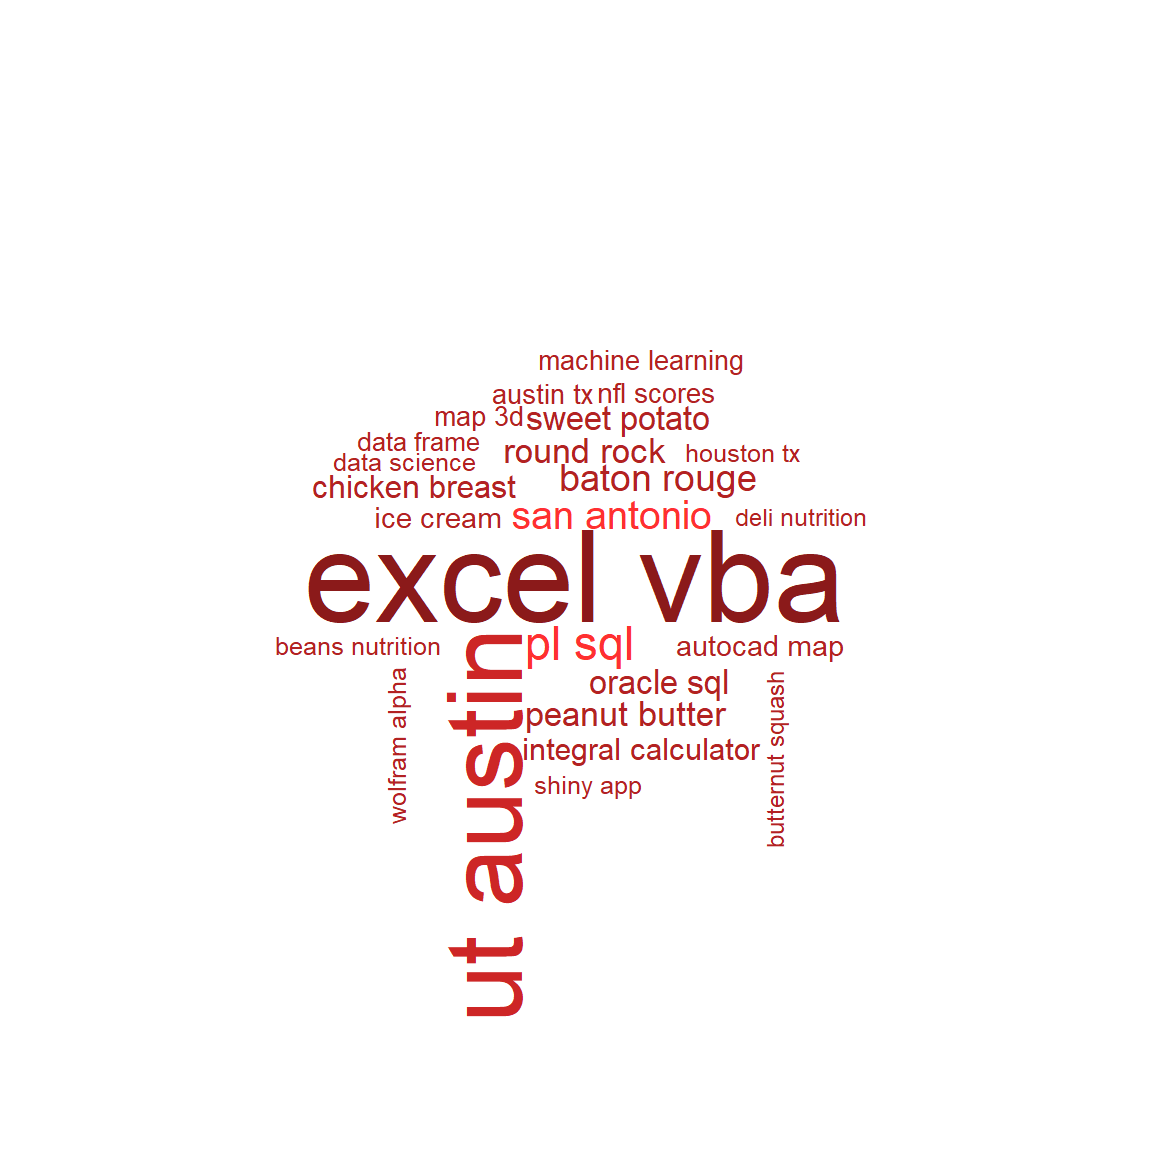 machine learning
austin tx
nfl scores
map 3d
sweet potato
data frame
round rock
houston tx
data science
chicken breast
baton rouge
ice cream
san antonio
deli nutrition
excel vba
beans nutrition
ut austin
pl sql
autocad map
wolfram alpha
oracle sql
butternut squash
peanut butter
integral calculator
shiny app